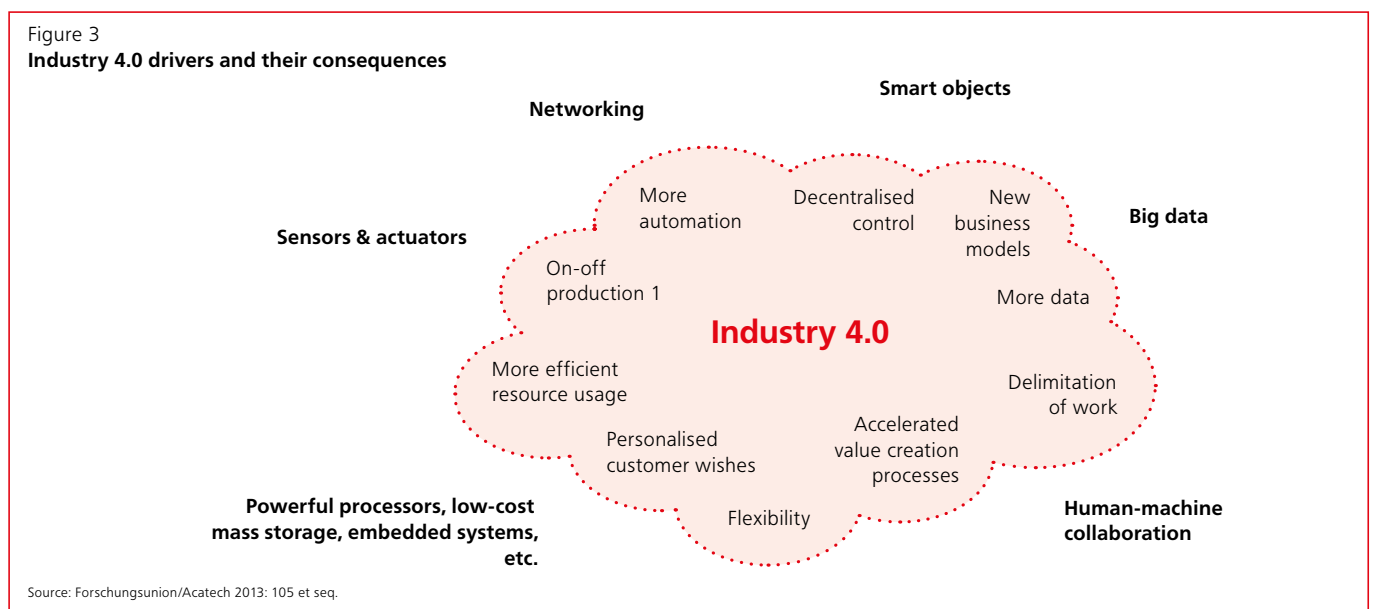 Figure 3
Industry 4.0 drivers and their consequences
Smart objects
Networking
More
automation
Decentralised
control
New
business
models
Big data
Sensors & actuators
On-off
production 1
More data
Industry 4.0
More efficient
resource usage
Delimitation
of work
Personalised
customer wishes
Accelerated
value creation
processes
Flexibility
Powerful processors, low-cost
mass storage, embedded systems,
etc.
Human-machine
collaboration
Source: Forschungsunion/Acatech 2013: 105 et seq.